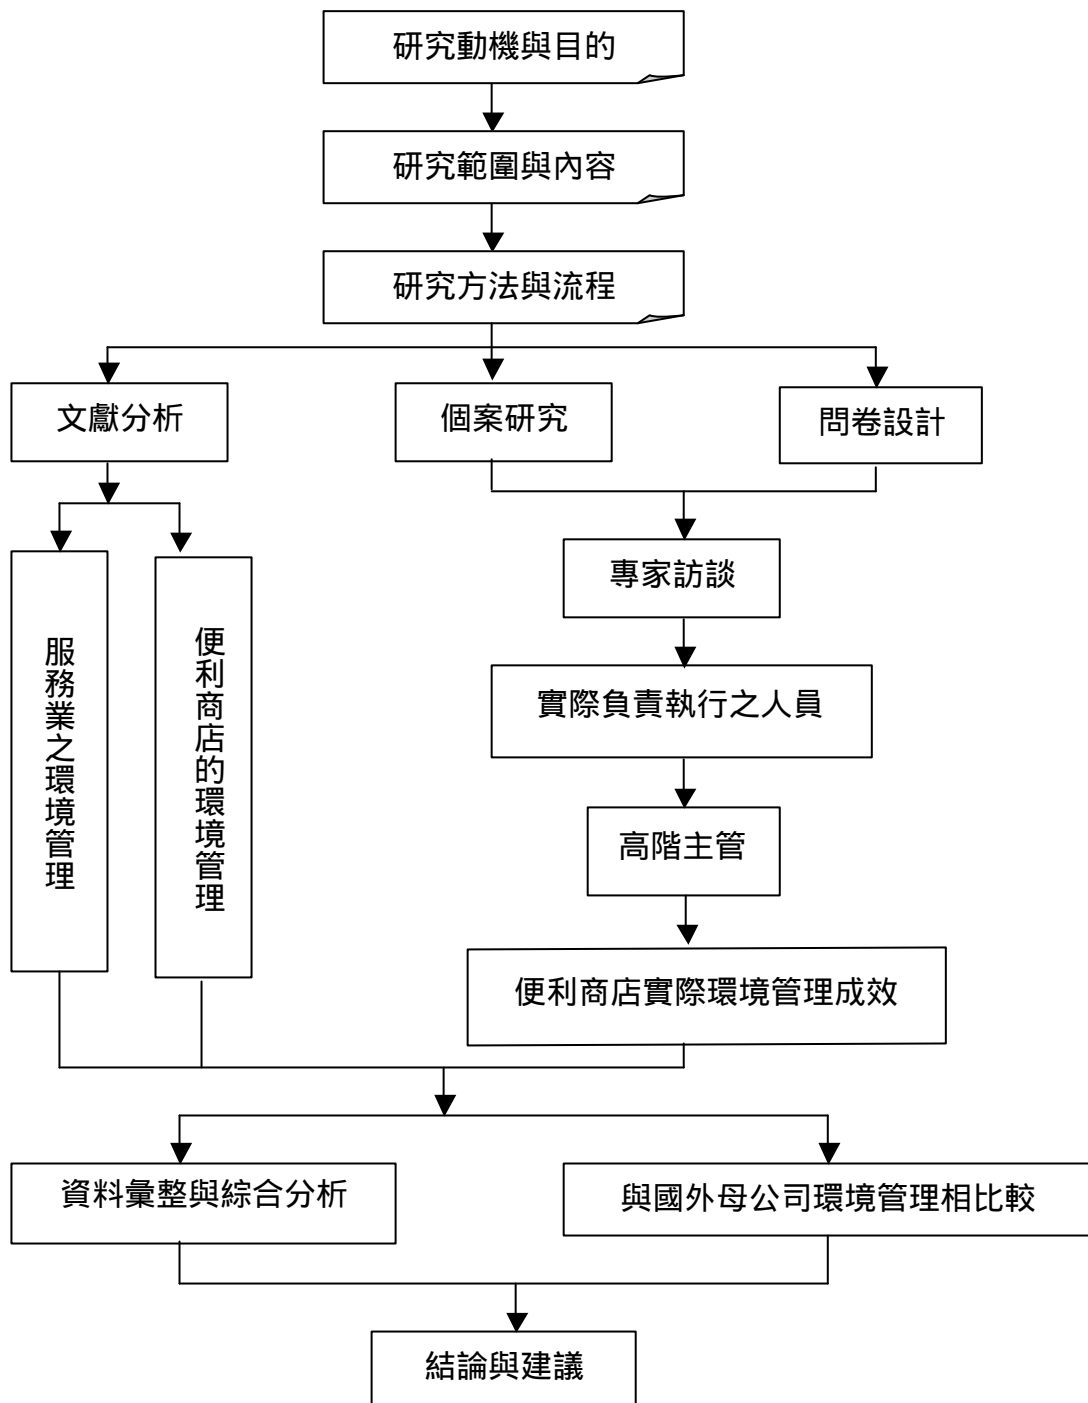 研究動機與目的
研究範圍與內容
研究方法與流程
文獻分析
個案研究
問卷設計
服務業之環境管理
便利商店的環境管理
專家訪談
實際負責執行之人員
高階主管
便利商店實際環境管理成效
資料彙整與綜合分析
與國外母公司環境管理相比較
結論與建議